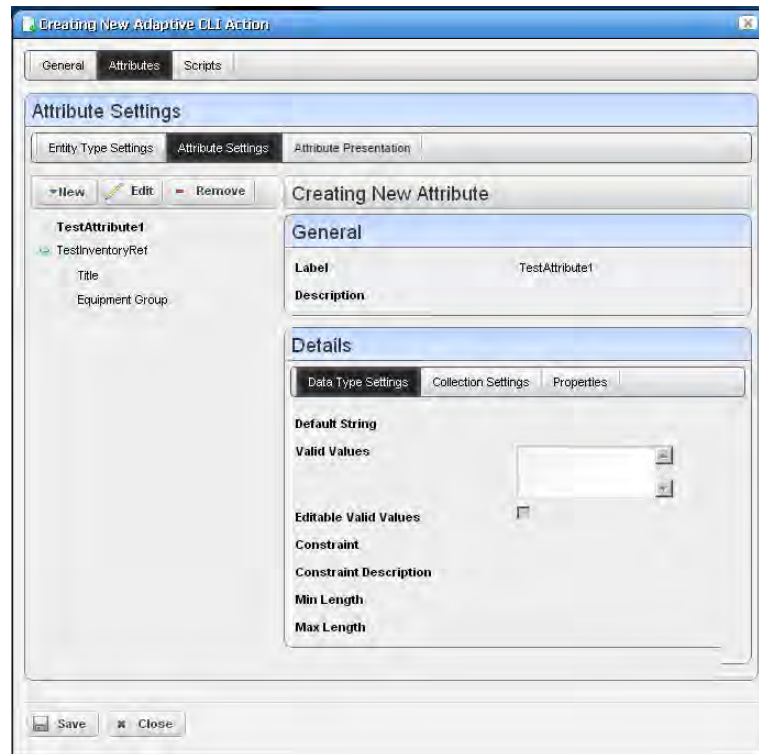 Creating New Adaptive CLI Action
General Attributes Scripts
Attribute Settings
Entity Type Settings Attribute Settings Attribute Presentation
New Edit Remove
TestAttribute1
TestInventoryRef
Title
Equipment Group
Creating New Attribute
General
Label TestAttribute1
Description
Details
Data Type Settings Collection Settings Properties
Default String
Valid Values
Editable Valid Values
Constraint
Constraint Description
Min Length
Max Length
Save Close